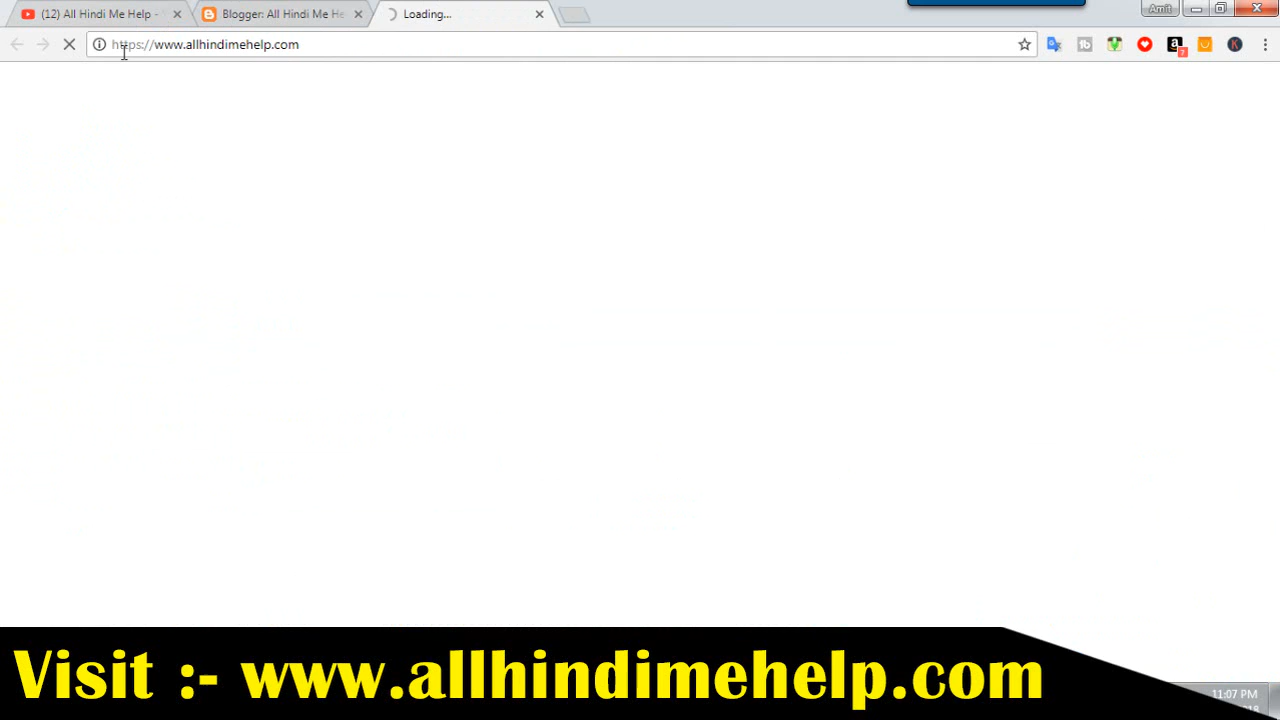 (12) All Hindi Me Help -
Blogger: All Hindi Me He
Loading...
Amit
https://www.allhindimehelp.com
7
Visit :- www.allhindimehelp.com
11:07 PM